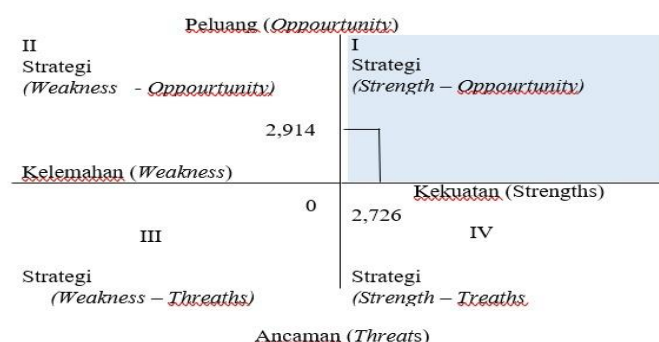 Peluang (Oppourtunity)
II
Strategi
(Weakness - Oppourtunity)
I
Strategi
(Strength – Oppourtunity)
2,914
Kelemahan (Weakness)
Kekuatan (Strengths)
0
2,726
III
IV
Strategi
(Weakness – Threaths)
Strategi
(Strength – Treaths
Ancaman (Threats)